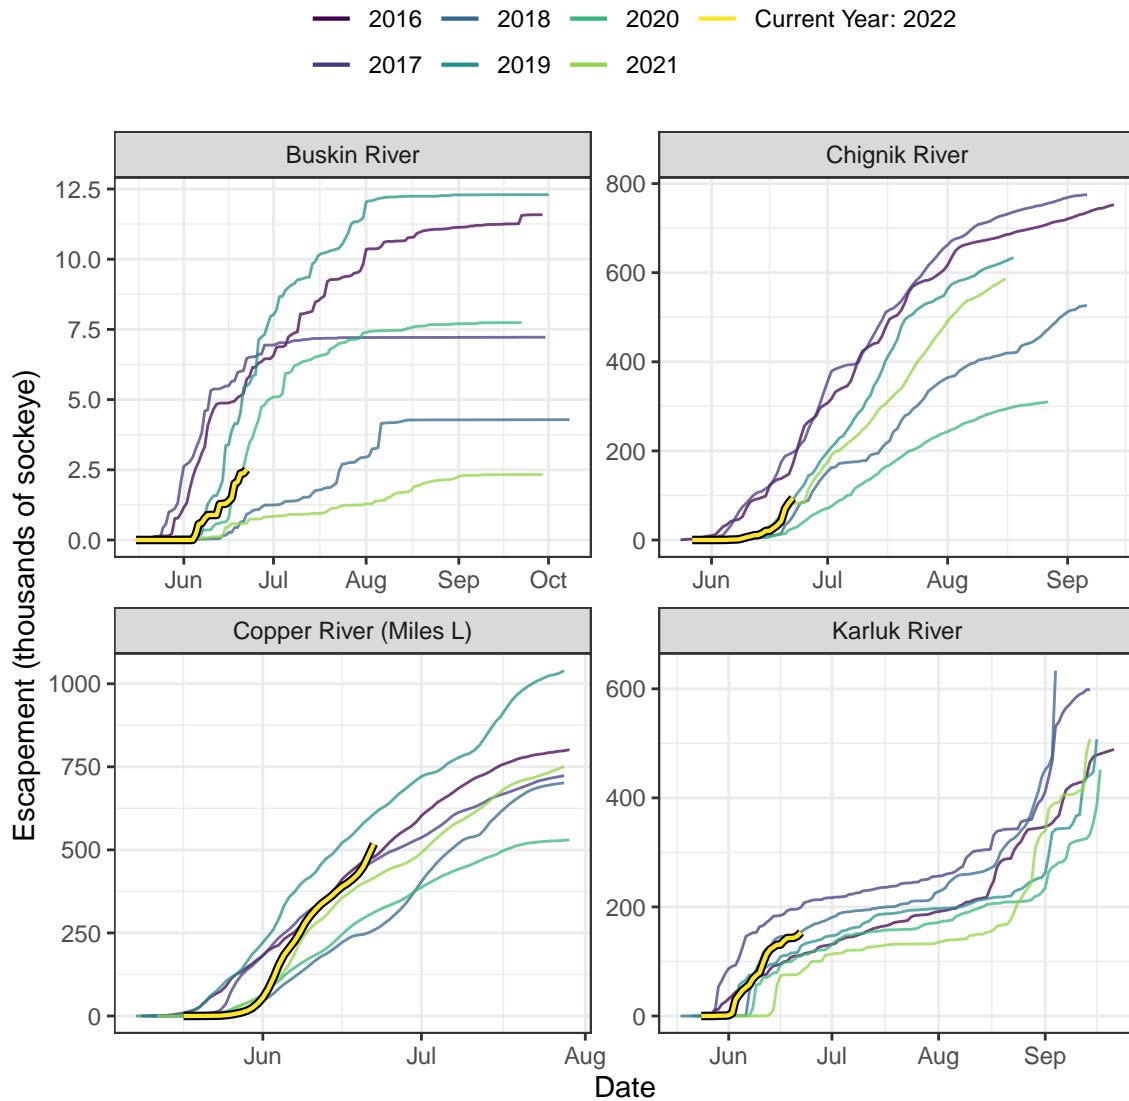 2016 2018 2020 Current Year: 2022
2017 2019 2021
Buskin River Chignik River
12.5
10.0
7.5
5.0
2.5
0.0
Jun Jul Aug Sep Oct
800
600
400
200
0
Jun Jul Aug Sep
Copper River (Miles L) Karluk River
1000
750
500
250
0
Jun Jul Aug
600
400
200
0
Jun Jul Aug Sep
Escapement (thousands of sockeye)
Date